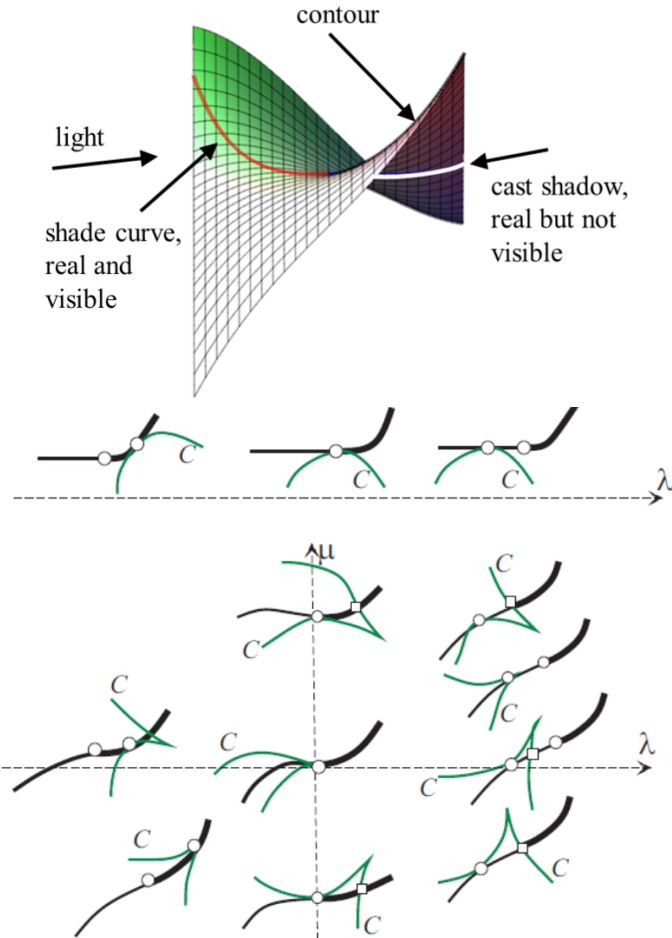 contour
light
shade curve,
real and
visible
cast shadow,
real but not
visible
C
C
C
λ
μ
C
C
C
C
C
C
λ
C
C
C
C